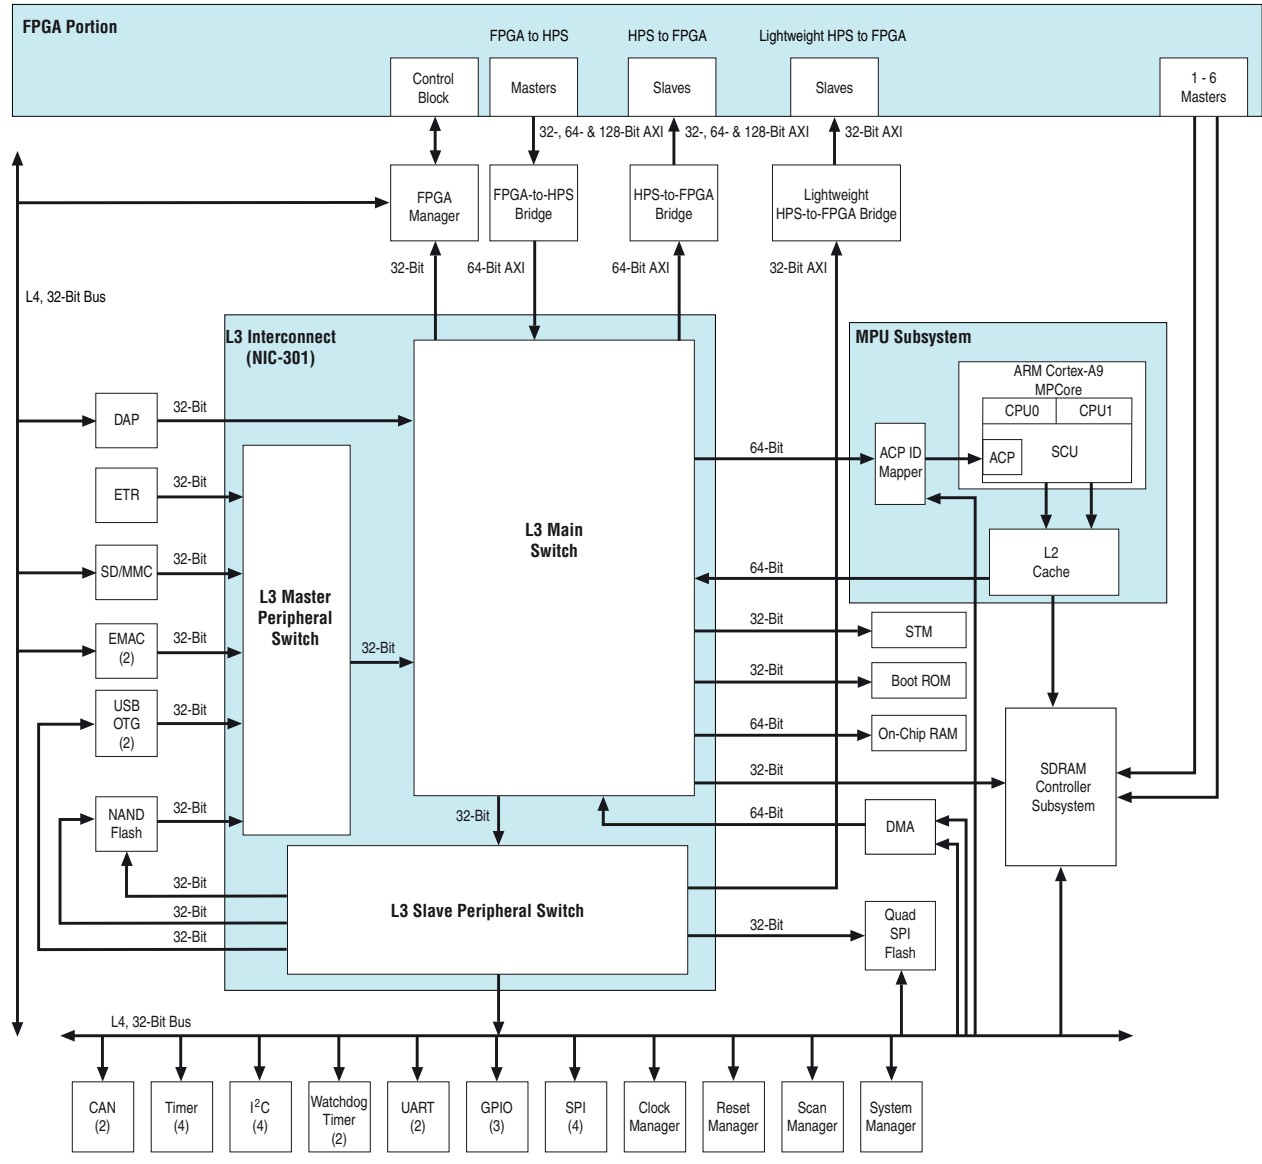 FPGA Portion
FPGA to HPS
HPS to FPGA
Lightweight HPS to FPGA
Control
Block
Masters
Slaves
Slaves
1 - 6
Masters
32-, 64- & 128-Bit AXI
32-, 64- & 128-Bit AXI
32-Bit AXI
FPGA
Manager
FPGA-to-HPS
Bridge
HPS-to-FPGA
Bridge
Lightweight
HPS-to-FPGA Bridge
32-Bit
64-Bit AXI
64-Bit AXI
32-Bit AXI
L4, 32-Bit Bus
L3 Interconnect
(NIC-301)
MPU Subsystem
ARM Cortex-A9
MPCore
CPU0
CPU1
ACP
SCU
ACP ID
Mapper
L2
Cache
DAP
32-Bit
ETR
32-Bit
SD/MMC
32-Bit
EMAC
(2)
32-Bit
USB
OTG
(2)
32-Bit
NAND
Flash
32-Bit
L3 Master
Peripheral
Switch
32-Bit
L3 Main
Switch
64-Bit
64-Bit
32-Bit
STM
32-Bit
Boot ROM
64-Bit
On-Chip RAM
32-Bit
SDRAM
Controller
Subsystem
64-Bit
DMA
32-Bit
32-Bit
32-Bit
32-Bit
L3 Slave Peripheral Switch
32-Bit
Quad
SPI
Flash
L4, 32-Bit Bus
CAN
(2)
Timer
(4)
I2C
(4)
Watchdog
Timer
(2)
UART
(2)
GPIO
(3)
SPI
(4)
Clock
Manager
Reset
Manager
Scan
Manager
System
Manager